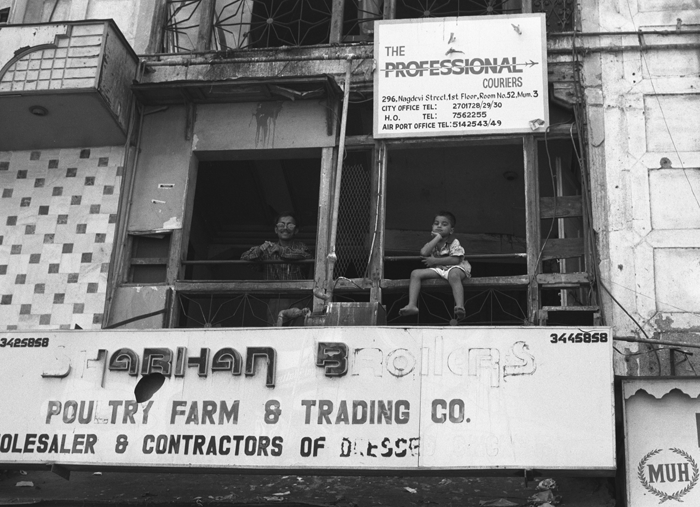 THE
PROFESSIONAL
COURIERS
296, Nagdevi Street, 1st Floor, Room No. 52, Mum. 3
CITY OFFICE TEL: 2701728/29/30
H.O. TEL: 7562255
AIR PORT OFFICE TEL: 5142543/49
3425858 3445858
SHARIHAN BROILERS
POULTRY FARM & TRADING CO.
OLESALER & CONTRACTORS OF DRESSED
MUH